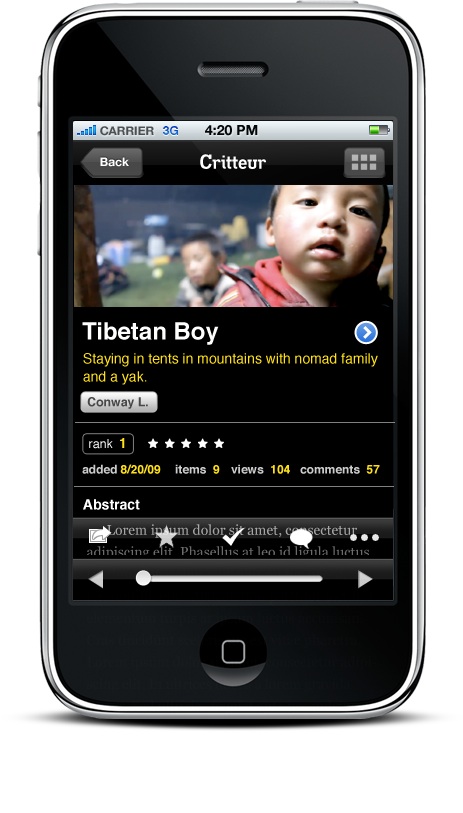 CARRIER 3G 4:20 PM
Back Critteur
Tibetan Boy
Staying in tents in mountains with nomad family
and a yak.
Conway L.
rank 1
added 8/20/09 items 9 views 104 comments 57
Abstract
Lorem ipsum dolor sit amet, consectetur
adipiscing elit. Phasellus at leo id ligula luctus